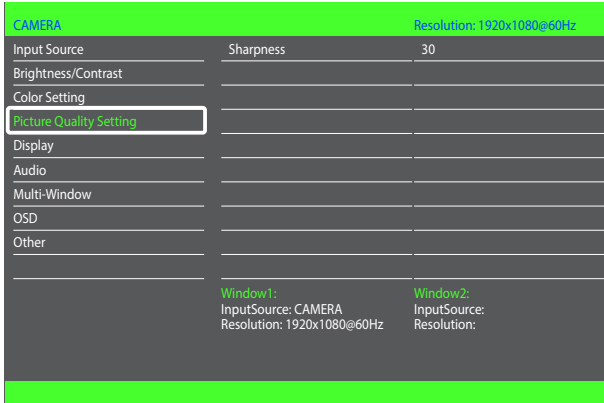 CAMERA Resolution: 1920x1080@60Hz
Input Source Sharpness 30
Brightness/Contrast
Color Setting
Picture Quality Setting
Display
Audio
Multi-Window
OSD
Other
Window1: Window2:
InputSource: CAMERA InputSource:
Resolution: 1920x1080@60Hz Resolution: